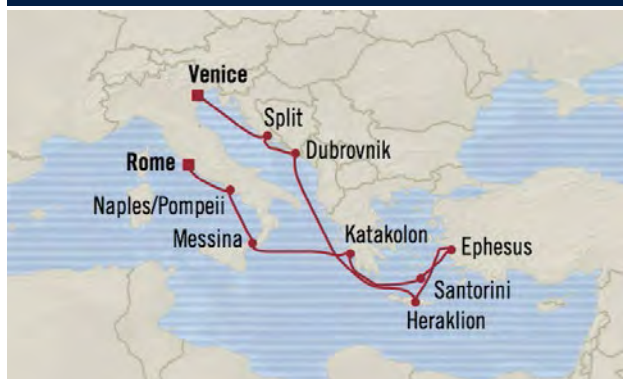 Venice
Split
Dubrovnik
Rome
Naples/Pompeii
Messina
Katakolon
Ephesus
Santorini
Heraklion